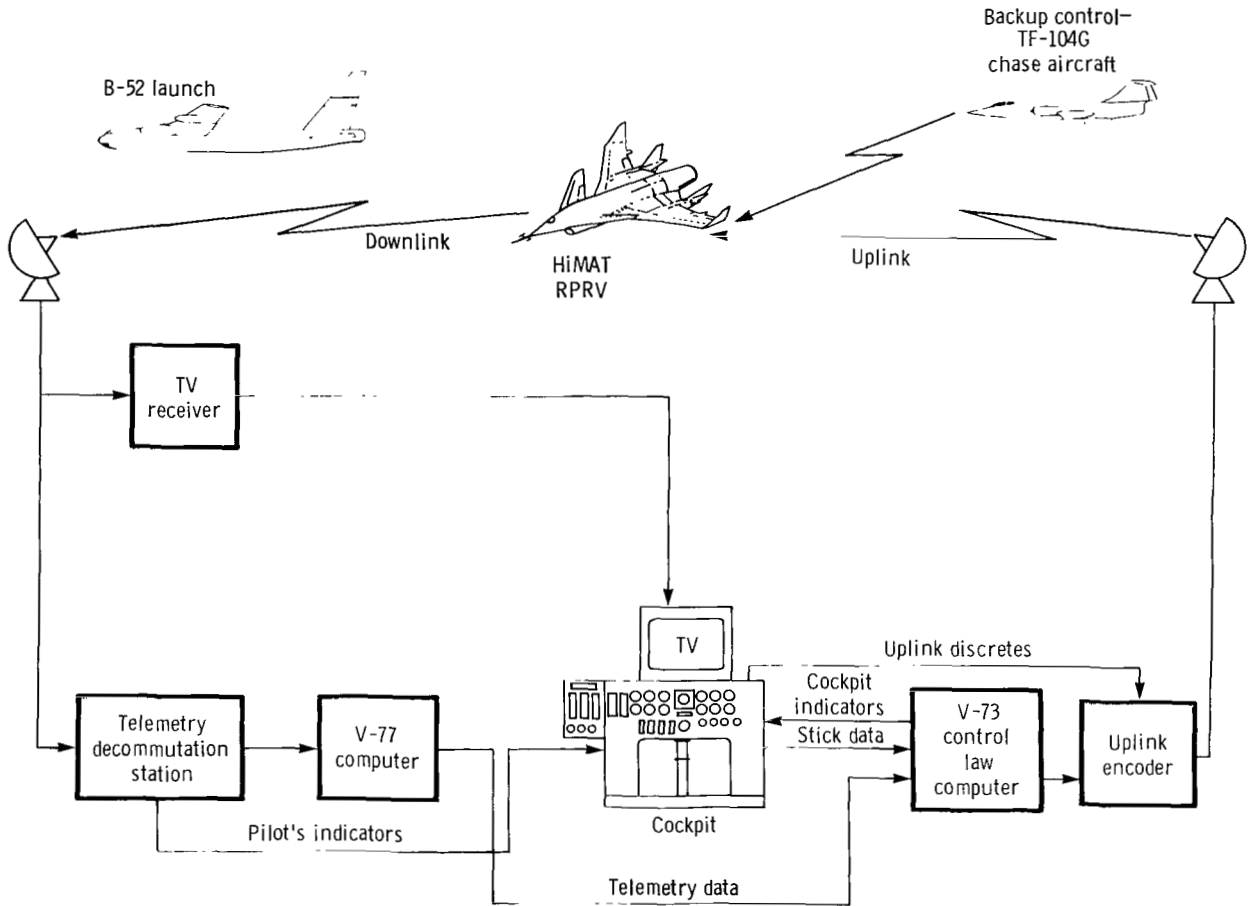 Backup control-
TF-104G
chase aircraft
B-52 launch
Downlink
HiMAT
RPRV
Uplink
TV
receiver
TV
Uplink discretes
Cockpit
indicators
Stick data
Telemetry
decommutation
station
V-77
computer
V-73
control
law
computer
Uplink
encoder
Cockpit
Pilot's indicators
Telemetry data